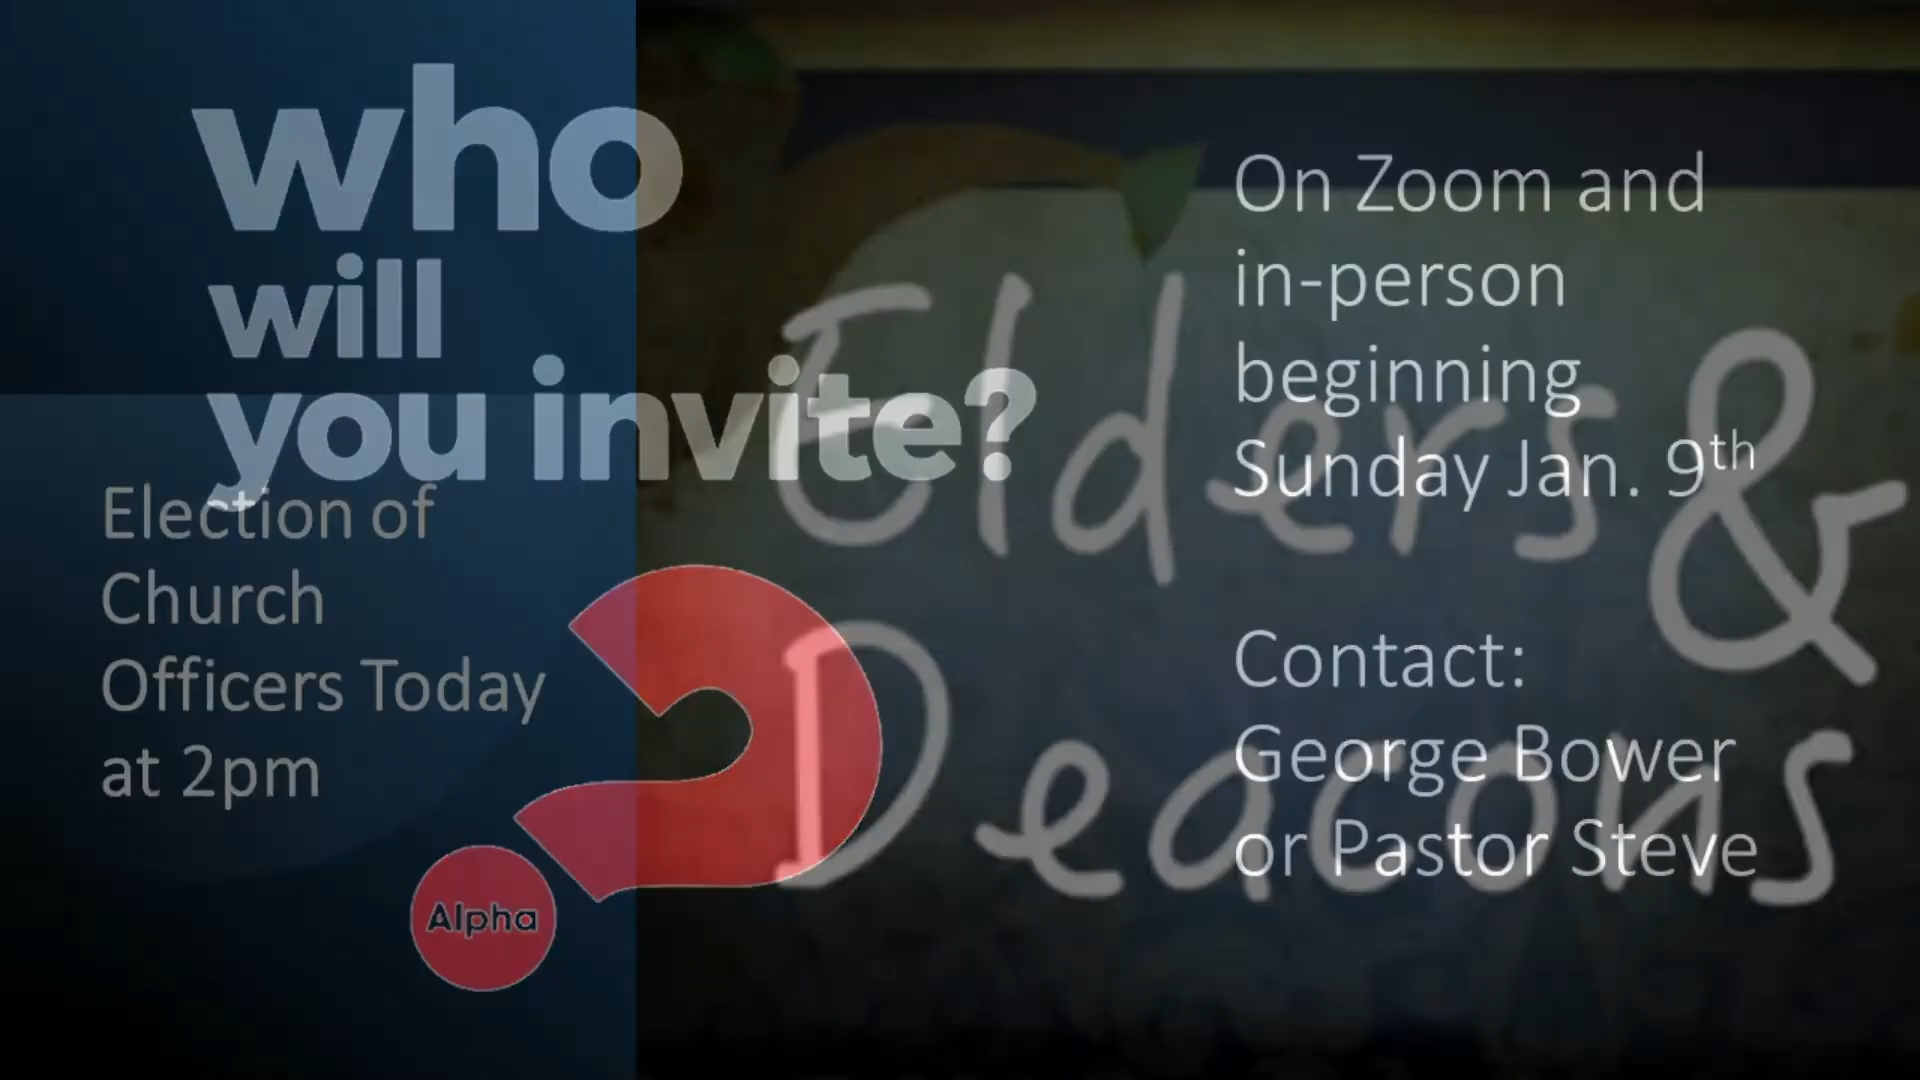 who
will
you invite?
Alpha
On Zoom and
in-person
beginning
Sunday Jan. 9th
Contact:
George Bower
or Pastor Steve
Election of
Church
Officers Today
at 2pm
Elders &
Deacons